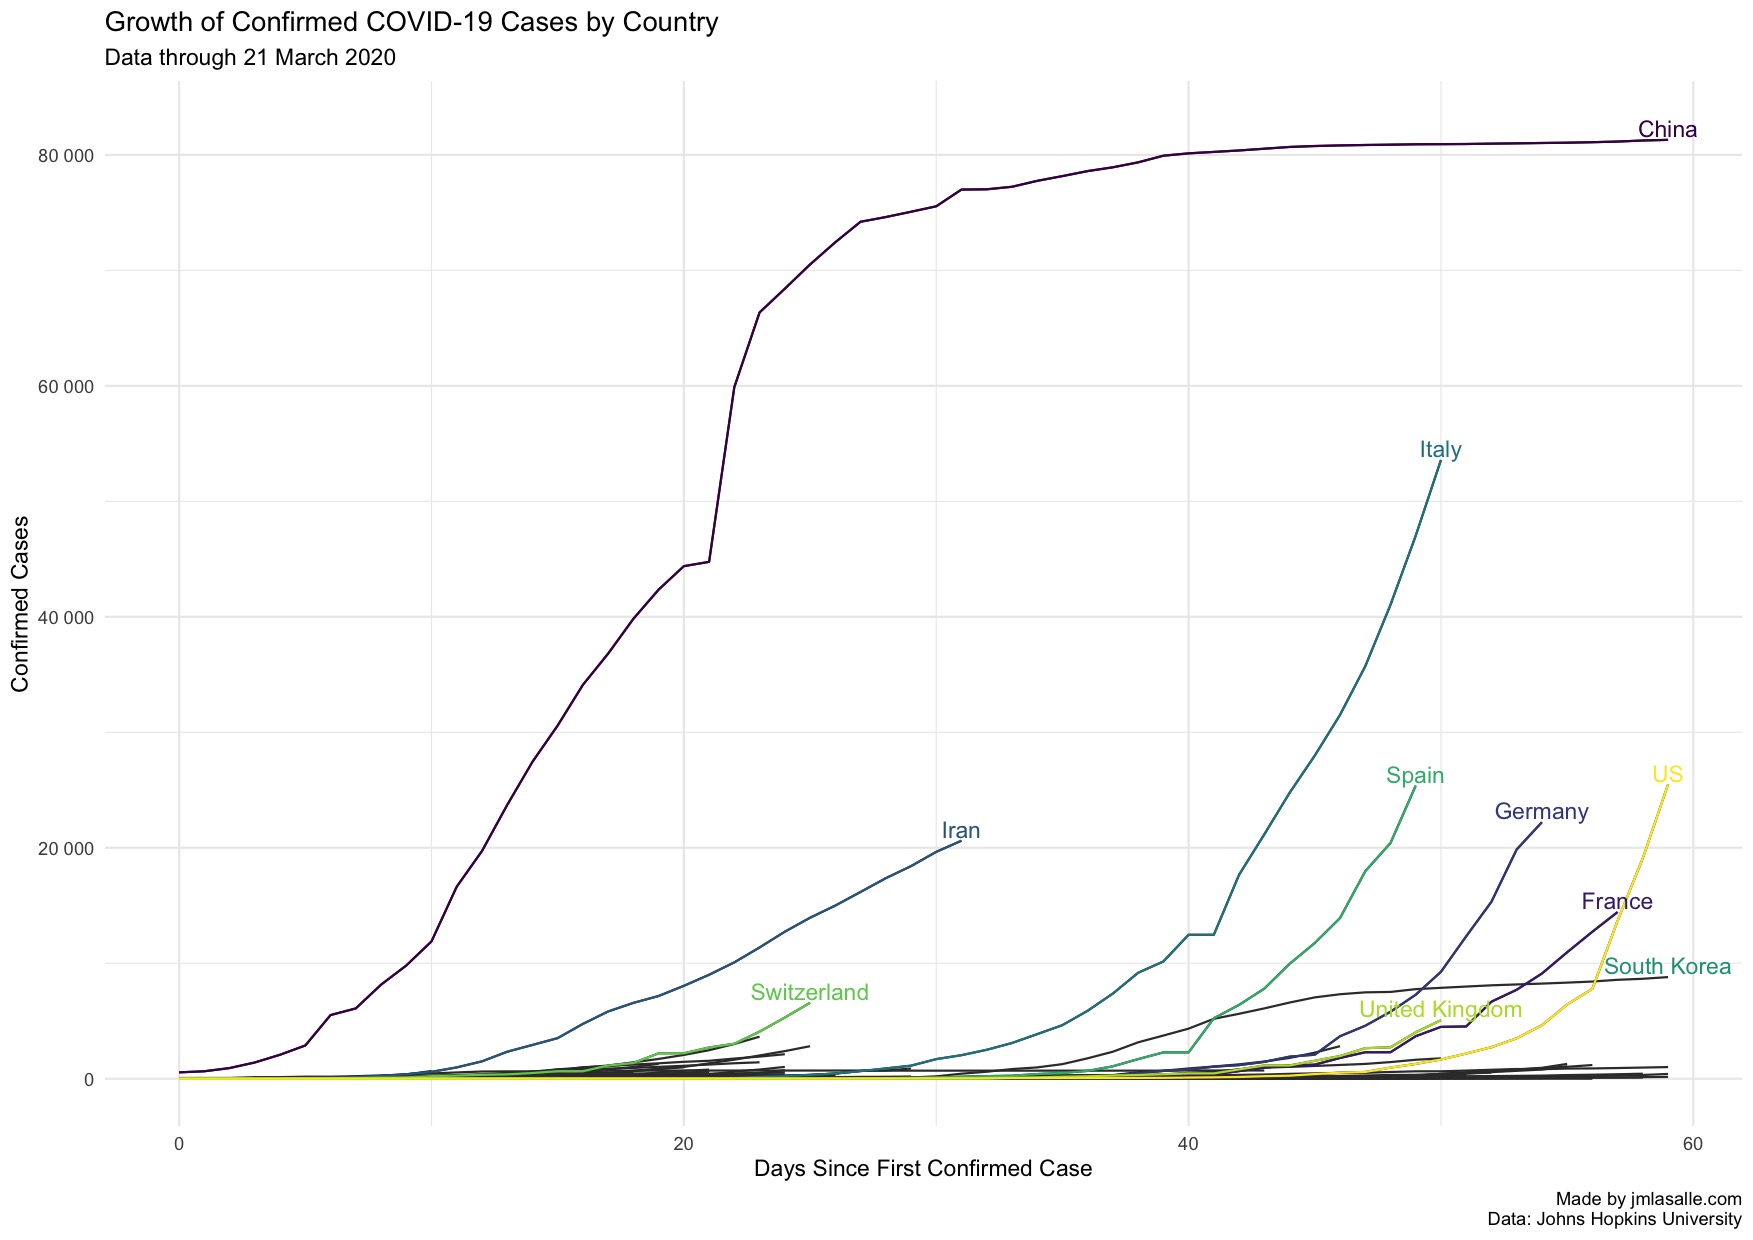 Growth of Confirmed COVID-19 Cases by Country
Data through 21 March 2020
China
80 000
60 000
Italy
Confirmed Cases
40 000
Spain
US
Germany
Iran
20 000
France
South Korea
Switzerland
United Kingdom
0
0 20 40 60
Days Since First Confirmed Case
Made by jmlasalle.com
Data: Johns Hopkins University